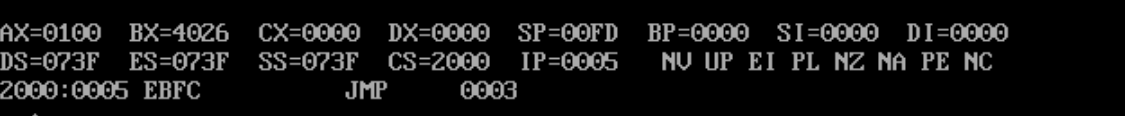 AX=0100 BX=4026 CX=0000 DX=0000 SP=00FD BP=0000 SI=0000 DI=0000
DS=073F ES=073F SS=073F CS=2000 IP=0005 NV UP EI PL NZ NA PE NC
2000:0005 EBFC JMP 0003